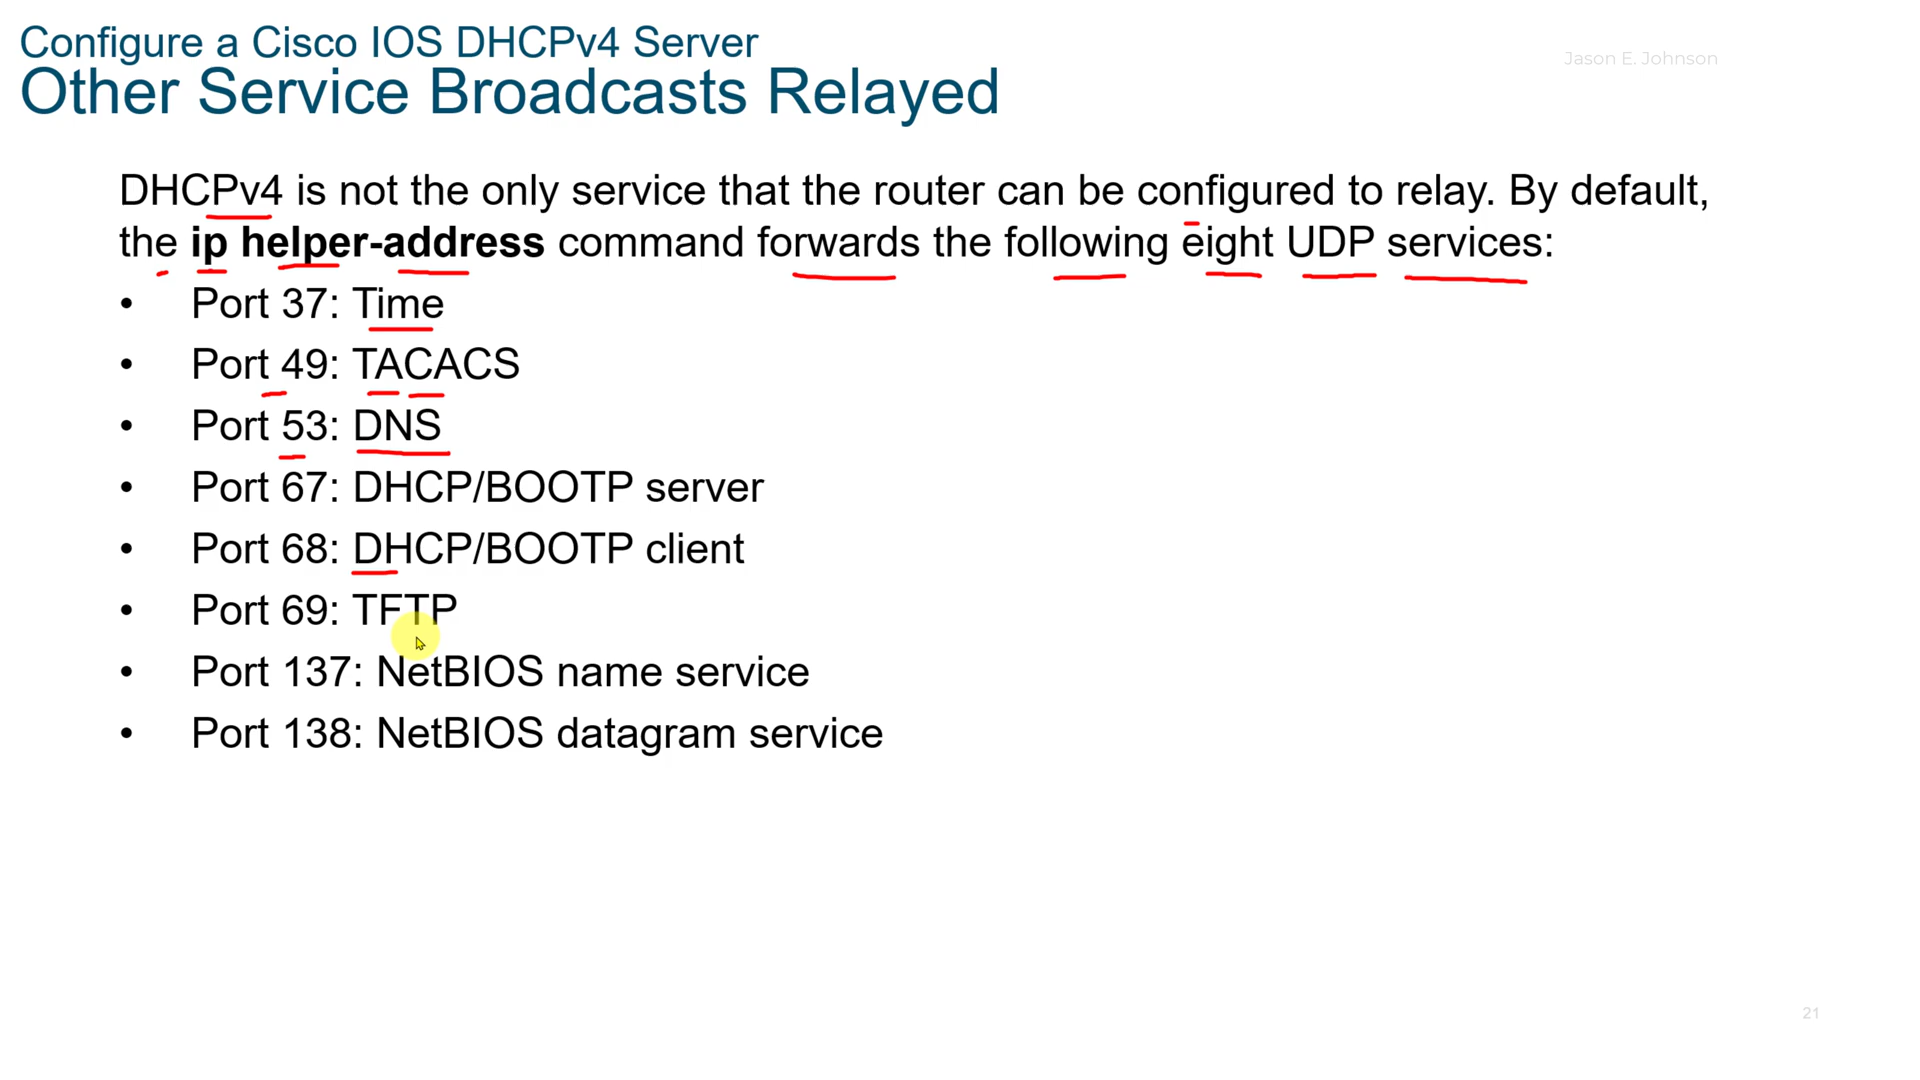 Configure a Cisco IOS DHCPv4 Server
Jason E. Johnson
Other Service Broadcasts Relayed
DHCPv4 is not the only service that the router can be configured to relay. By default,
the ip helper-address command forwards the following eight UDP services:
• Port 37: Time
• Port 49: TACACS
• Port 53: DNS
• Port 67: DHCP/BOOTP server
• Port 68: DHCP/BOOTP client
• Port 69: TFTP
• Port 137: NetBIOS name service
• Port 138: NetBIOS datagram service
21